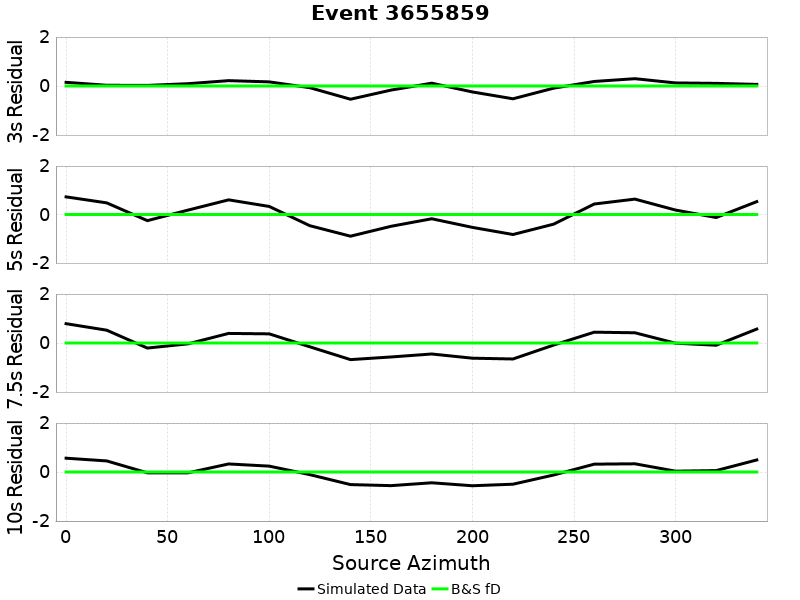 Event 3655859
3s Residual
2
0
-2
5s Residual
2
0
-2
7.5s Residual
2
0
-2
10s Residual
2
0
-2
0 50 100 150 200 250 300
Source Azimuth
Simulated Data B&S fD